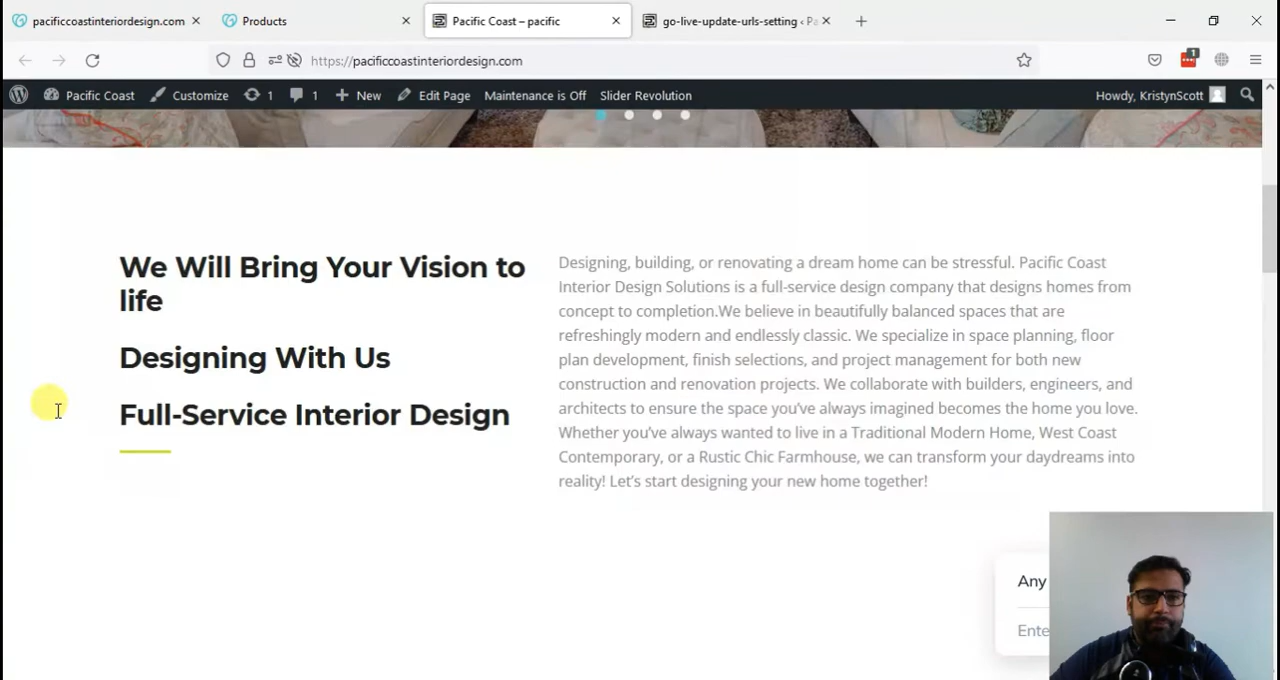 pacificcoastinteriordesign.com
Products
Pacific Coast – pacific
go-live-update-urls-setting ‹ Pa
https://pacificcoastinteriordesign.com
1
Pacific Coast
Customize
1
1
New
Edit Page
Maintenance is Off
Slider Revolution
Howdy, KristynScott
We Will Bring Your Vision to
life
Designing With Us
Full-Service Interior Design
Designing, building, or renovating a dream home can be stressful. Pacific Coast
Interior Design Solutions is a full-service design company that designs homes from
concept to completion.We believe in beautifully balanced spaces that are
refreshingly modern and endlessly classic. We specialize in space planning, floor
plan development, finish selections, and project management for both new
construction and renovation projects. We collaborate with builders, engineers, and
architects to ensure the space you’ve always imagined becomes the home you love.
Whether you’ve always wanted to live in a Traditional Modern Home, West Coast
Contemporary, or a Rustic Chic Farmhouse, we can transform your daydreams into
reality! Let’s start designing your new home together!
Any
Ente